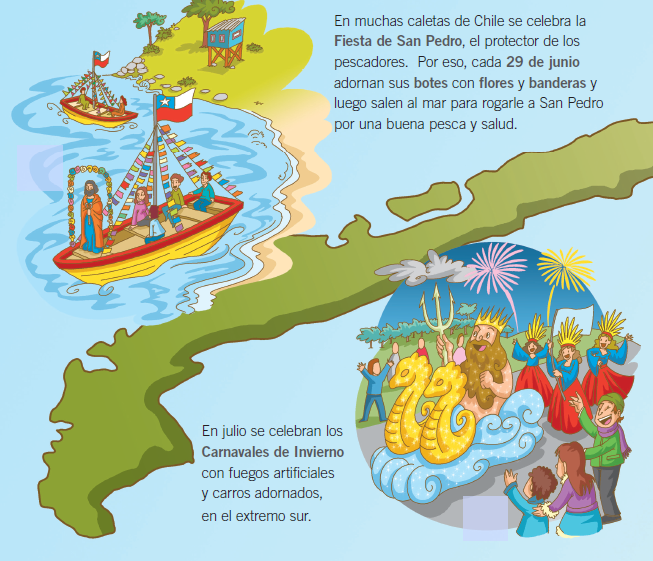 En muchas caletas de Chile se celebra la
Fiesta de San Pedro, el protector de los
pescadores. Por eso, cada 29 de junio
adornan sus botes con flores y banderas y
luego salen al mar para rogarle a San Pedro
por una buena pesca y salud.
En julio se celebran los
Carnavales de Invierno
con fuegos artificiales
y carros adornados,
en el extremo sur.